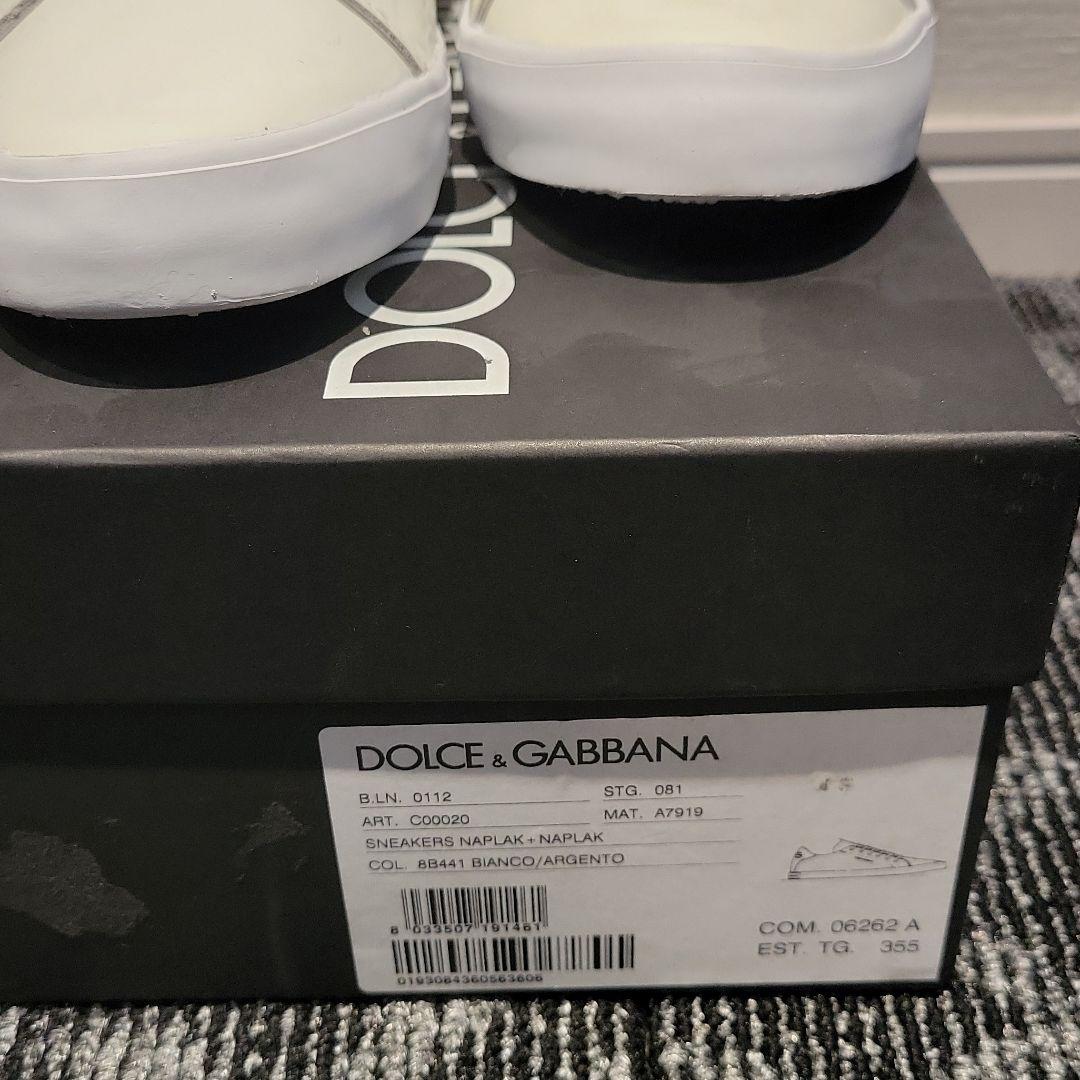 DOLC
DOLCE & GABBANA
B.LN. 0112
STG. 081
ART. C00020
MAT. A7919
SNEAKERS NAPLAK + NAPLAK
COL. 8B441 BIANCO/ARGENTO
8 033507 191461
0193084360563606
COM. 06262 A
EST. TG. 355